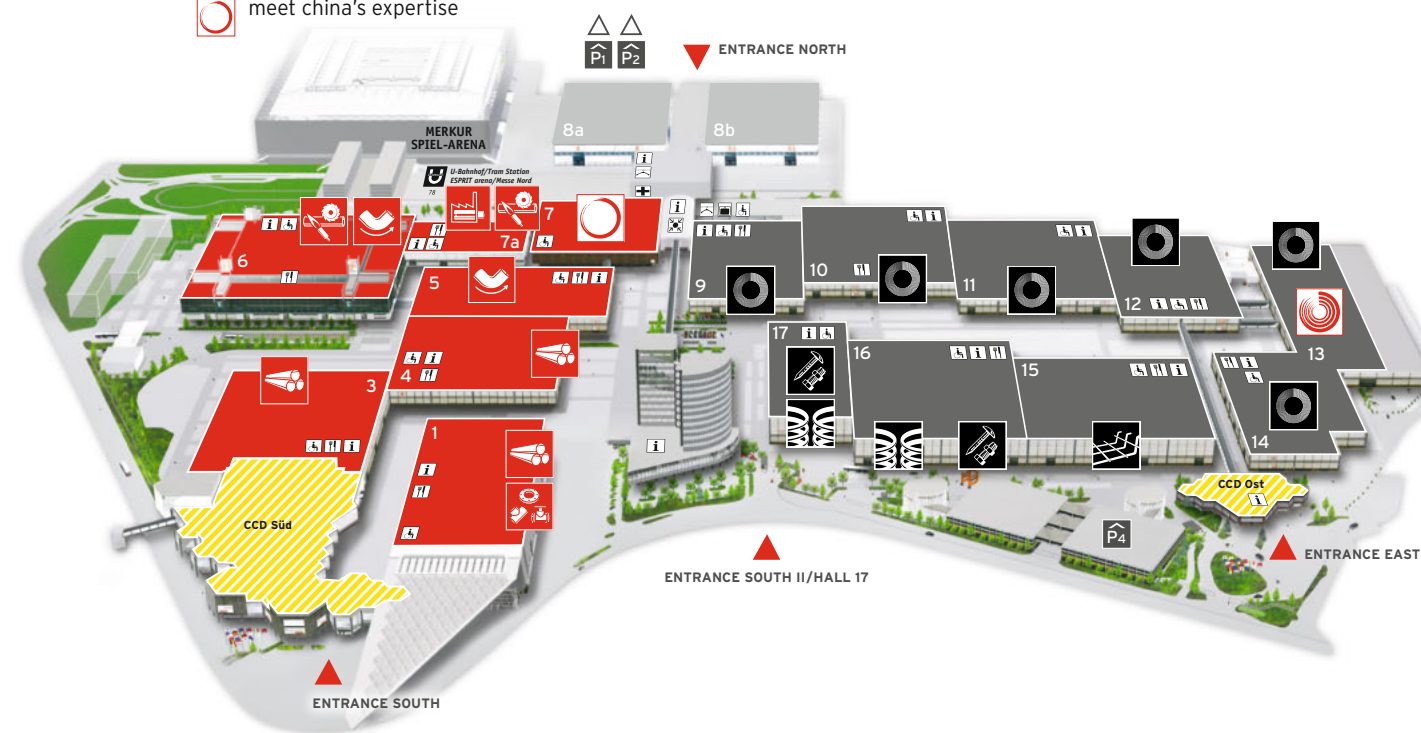 meet china's expertise
P1 P2
ENTRANCE NORTH
8a
8b
MERKUR
SPIEL-ARENA
U
78
U-Bahnhof/Tram Station
ESPRIT arena/Messe Nord
i
i
7
7a
i
6
i
5
i
4
i
3
i
1
i
CCD Süd
i
9
i
10
i
11
i
12
i
13
i
14
i
15
i
16
i
17
i
CCD Ost
i
P4
ENTRANCE EAST
ENTRANCE SOUTH II/HALL 17
ENTRANCE SOUTH